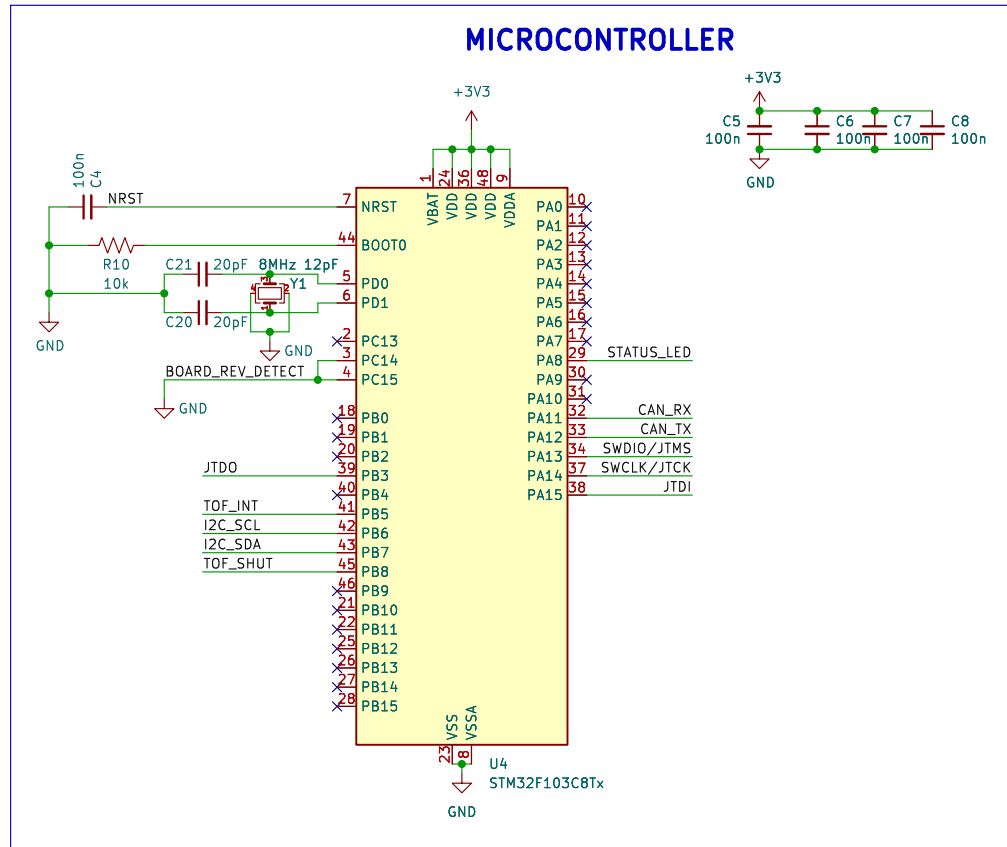 MICROCONTROLLER
+3V3
C5
100n
C6
100n
C7
100n
C8
100n
GND
+3V3
1
24
36
48
9
VBAT
VDD
VDD
VDD
VDDA
100n
C4
NRST
7
NRST
R10
10k
44
BOOT0
C21
20pF
8MHz 12pF
Y1
3
4
2
1
C20
20pF
5
PD0
6
PD1
GND
GND
2
PC13
3
PC14
BOARD_REV_DETECT
4
PC15
GND
18
PB0
19
PB1
20
PB2
JTDO
39
PB3
40
PB4
TOF_INT
41
PB5
I2C_SCL
42
PB6
I2C_SDA
43
PB7
TOF_SHUT
45
PB8
46
PB9
21
PB10
22
PB11
25
PB12
26
PB13
27
PB14
28
PB15
PA0
10
PA1
11
PA2
12
PA3
13
PA4
14
PA5
15
PA6
16
PA7
17
PA8
29
STATUS_LED
PA9
30
PA10
31
PA11
32
CAN_RX
PA12
33
CAN_TX
PA13
34
SWDIO/JTMS
PA14
37
SWCLK/JTCK
PA15
38
JTDI
VSS
VSSA
23
8
U4
STM32F103C8Tx
GND